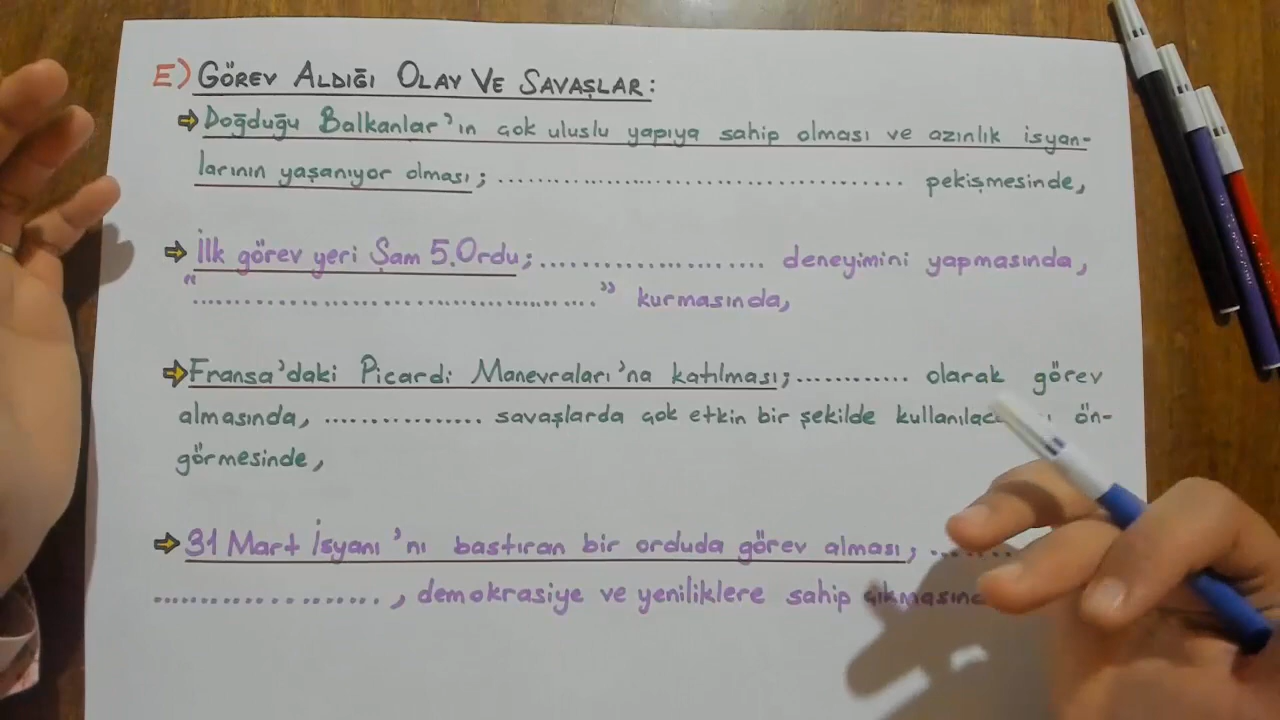 E) GÖREV ALDIĞI OLAY VE SAVAŞLAR:
⇒ Doğduğu Balkanlar'ın çok uluslu yapıya sahip olması ve azınlık isyan-
larının yaşanıyor olması; .......................................... pekişmesinde,
⇒ İlk görev yeri Şam 5.Ordu; ...................... deneyimini yapmasında,
"....................................." kurmasında,
⇒ Fransa'daki Picardi Manevraları'na katılması; ............ olarak görev
almasında, ................ savaşlarda çok etkin bir şekilde ön-
görmesinde,
⇒ 31 Mart İsyanı'nı bastıran bir orduda görev alması; ........
....................., demokrasiye ve yeniliklere sahip